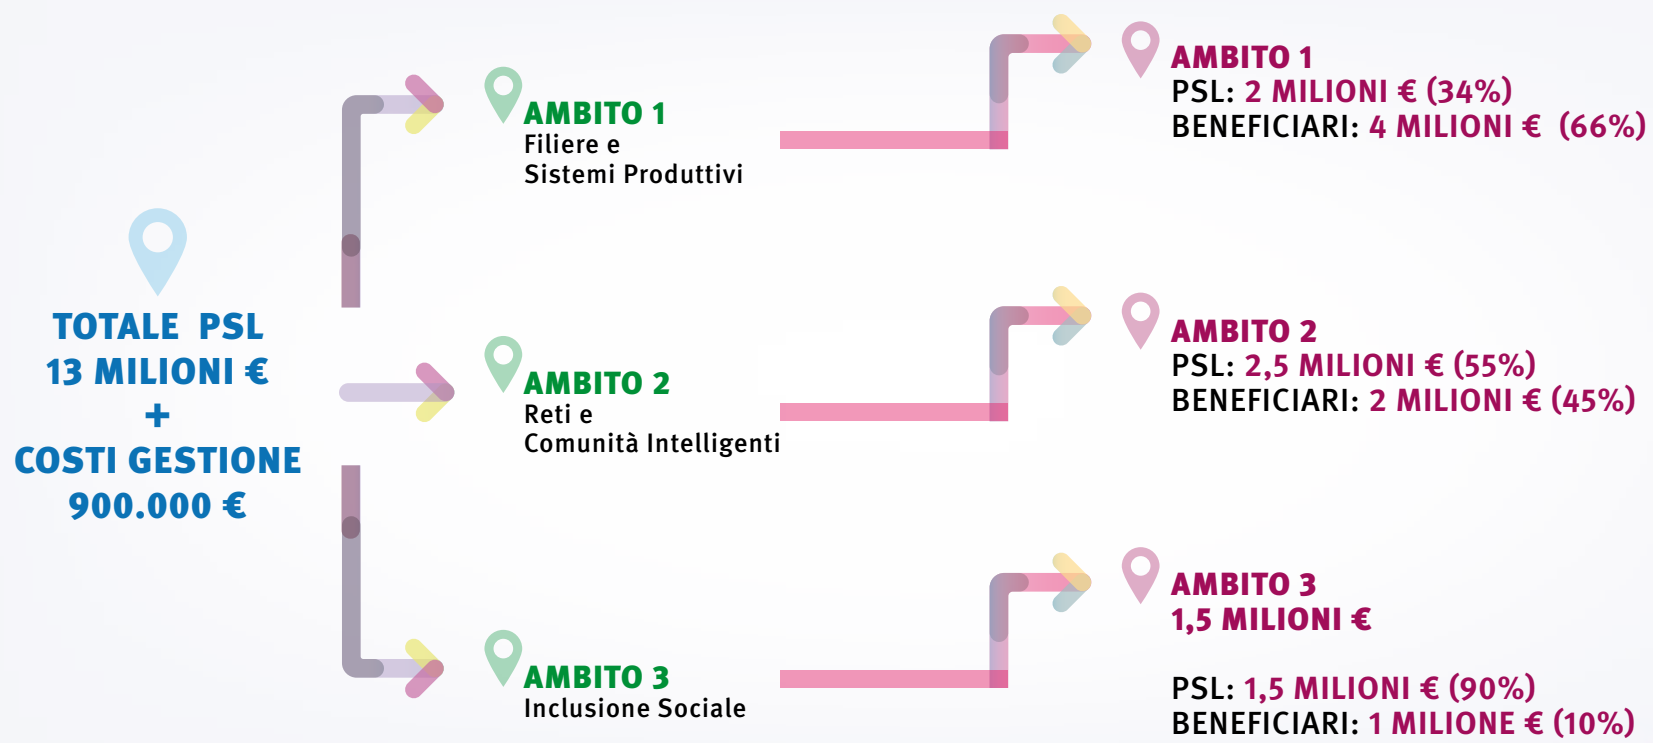 TOTALE PSL
13 MILIONI €
+
COSTI GESTIONE
900.000 €
AMBITO 1
Filiere e
Sistemi Produttivi
AMBITO 2
Reti e
Comunità Intelligenti
AMBITO 3
Inclusione Sociale
AMBITO 1
PSL: 2 MILIONI € (34%)
BENEFICIARI: 4 MILIONI € (66%)
AMBITO 2
PSL: 2,5 MILIONI € (55%)
BENEFICIARI: 2 MILIONI € (45%)
AMBITO 3
1,5 MILIONI €
PSL: 1,5 MILIONI € (90%)
BENEFICIARI: 1 MILIONE € (10%)